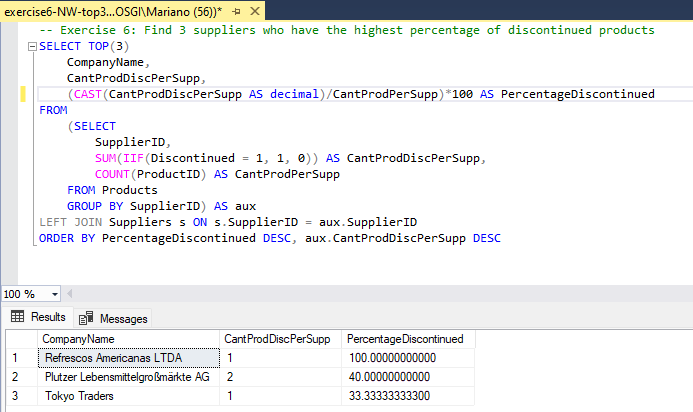 exercise6-NW-top3...OSGI\Mariano (56))*
-- Exercise 6: Find 3 suppliers who have the highest percentage of discontinued products
SELECT TOP(3)
CompanyName,
CantProdDiscPerSupp,
(CAST(CantProdDiscPerSupp AS decimal)/CantProdPerSupp)*100 AS PercentageDiscontinued
FROM
(SELECT
SupplierID,
SUM(IIF(Discontinued = 1, 1, 0)) AS CantProdDiscPerSupp,
COUNT(ProductID) AS CantProdPerSupp
FROM Products
GROUP BY SupplierID) AS aux
LEFT JOIN Suppliers s ON s.SupplierID = aux.SupplierID
ORDER BY PercentageDiscontinued DESC, aux.CantProdDiscPerSupp DESC
100 %
Results Messages
CompanyName CantProdDiscPerSupp PercentageDiscontinued
1 Refrescos Americanas LTDA 1 100.00000000000
2 Plutzer Lebensmittelgroßmärkte AG 2 40.00000000000
3 Tokyo Traders 1 33.33333333300